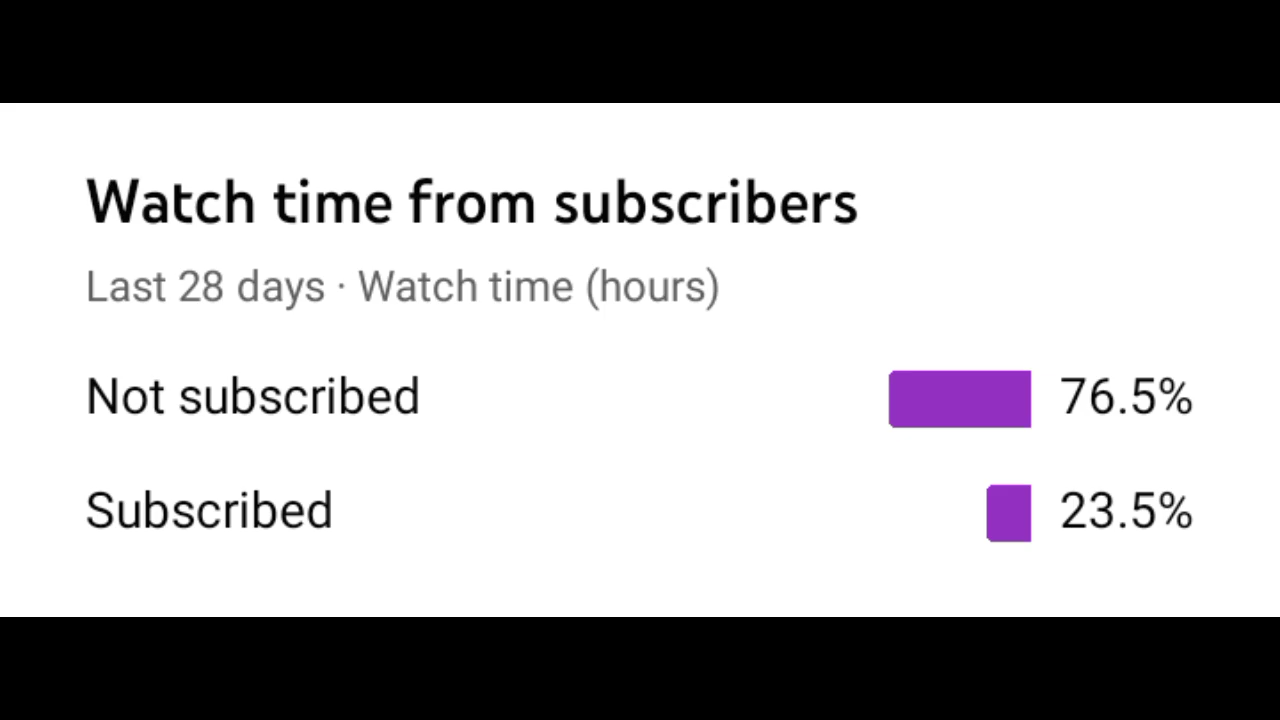 Watch time from subscribers
Last 28 days · Watch time (hours)
Not subscribed 76.5%
Subscribed 23.5%